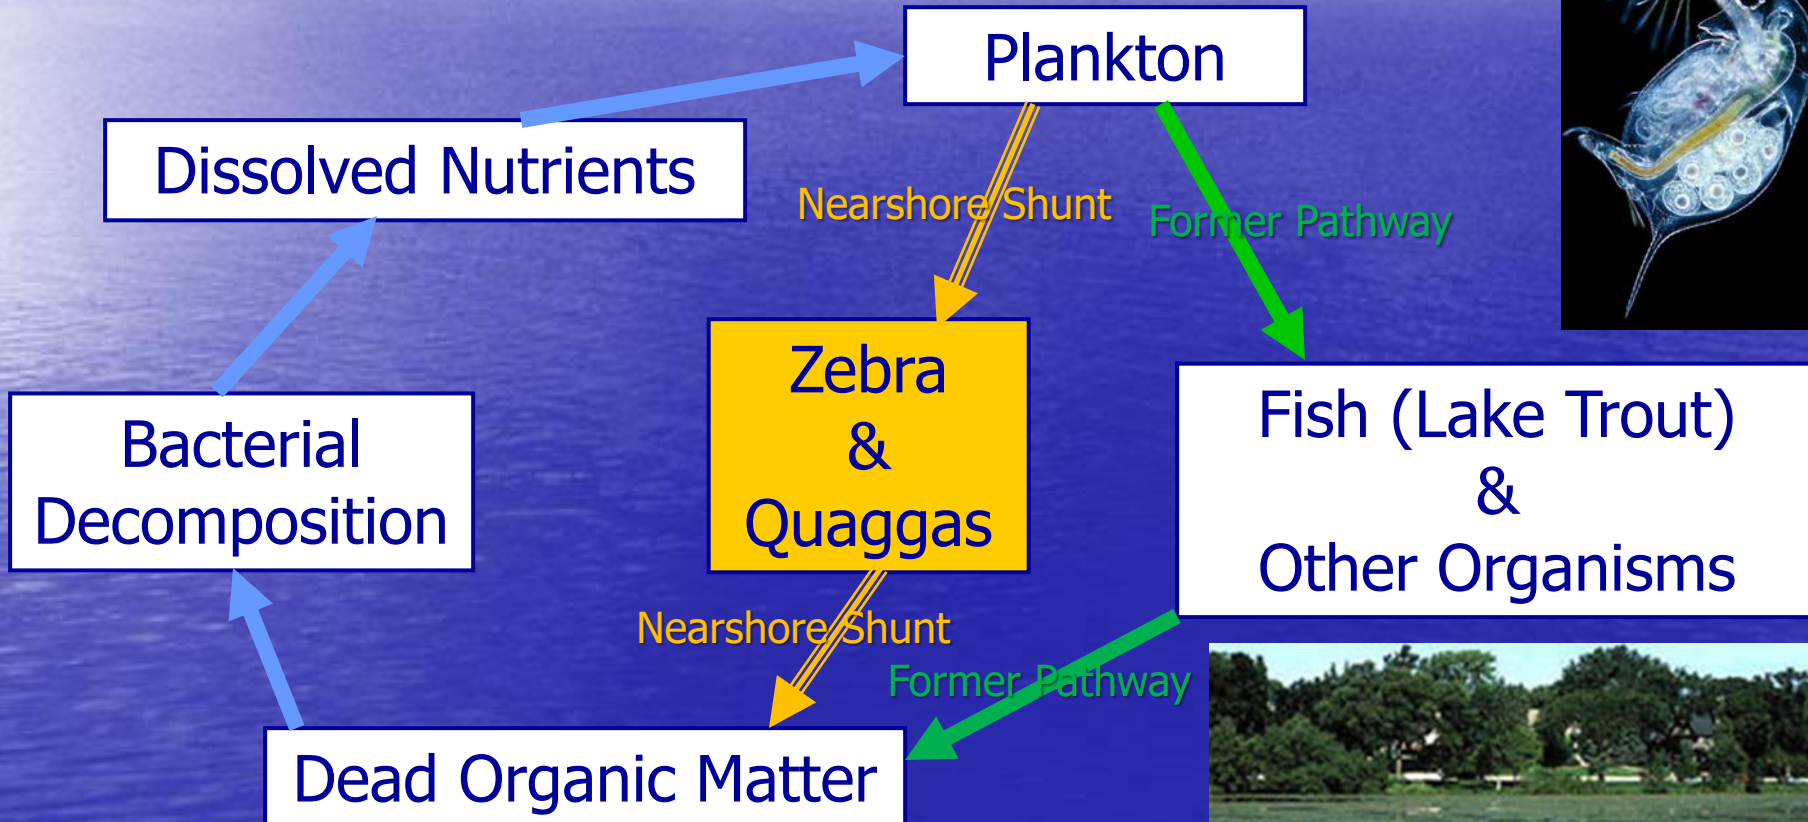 Plankton
Dissolved Nutrients
Nearshore Shunt
Former Pathway
Zebra
&
Quaggas
Fish (Lake Trout)
&
Other Organisms
Bacterial
Decomposition
Nearshore Shunt
Former Pathway
Dead Organic Matter